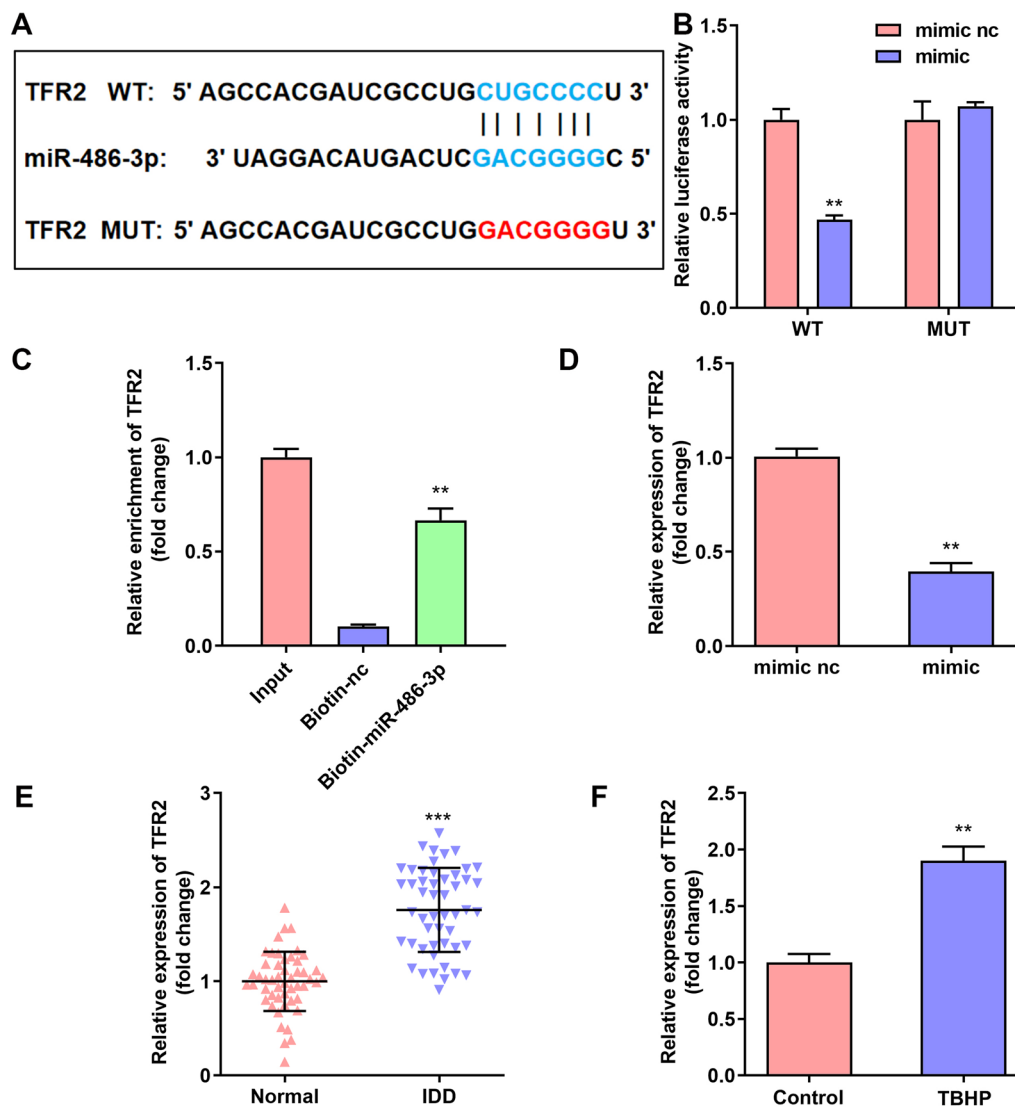 A
TFR2 WT: 5' AGCCACGAUCGCCUGCUGCCCCU 3'
miR-486-3p: 3' UAGGACAUGACUCGACGGGGC 5'
TFR2 MUT: 5' AGCCACGAUCGCCUGGACGGGGU 3'
B
Relative luciferase activity
1.5
1.0
0.5
0.0
mimic nc
mimic
**
WT
MUT
C
Relative enrichment of TFR2
(fold change)
1.5
1.0
0.5
0.0
**
Input
Biotin-nc
Biotin-miR-486-3p
D
Relative expression of TFR2
(fold change)
1.5
1.0
0.5
0.0
**
mimic nc
mimic
E
Relative expression of TFR2
(fold change)
3
2
1
0
***
Normal
IDD
F
Relative expression of TFR2
(fold change)
2.5
2.0
1.5
1.0
0.5
0.0
**
Control
TBHP